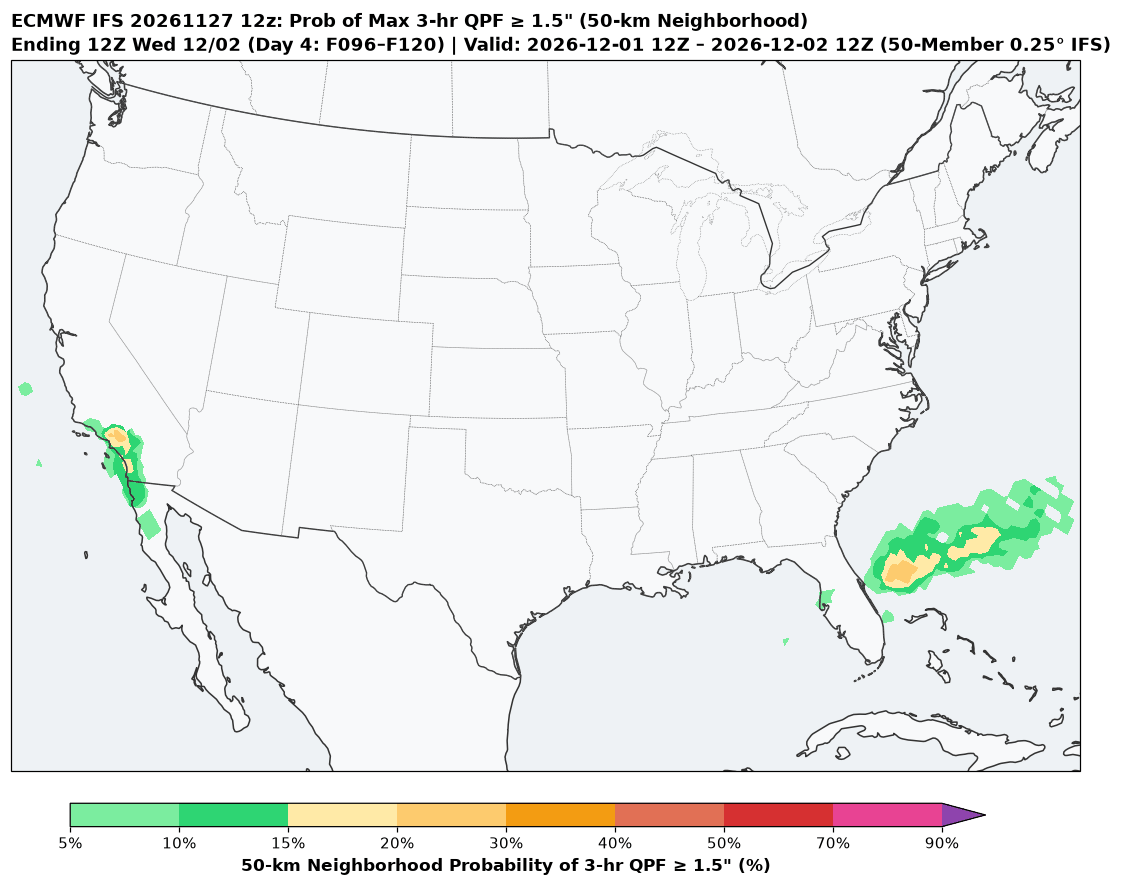 ECMWF IFS 20261127 12z: Prob of Max 3-hr QPF ≥ 1.5" (50-km Neighborhood)
Ending 12Z Wed 12/02 (Day 4: F096–F120) | Valid: 2026-12-01 12Z – 2026-12-02 12Z (50-Member 0.25° IFS)
5% 10% 15% 20% 30% 40% 50% 70% 90%
50-km Neighborhood Probability of 3-hr QPF ≥ 1.5" (%)